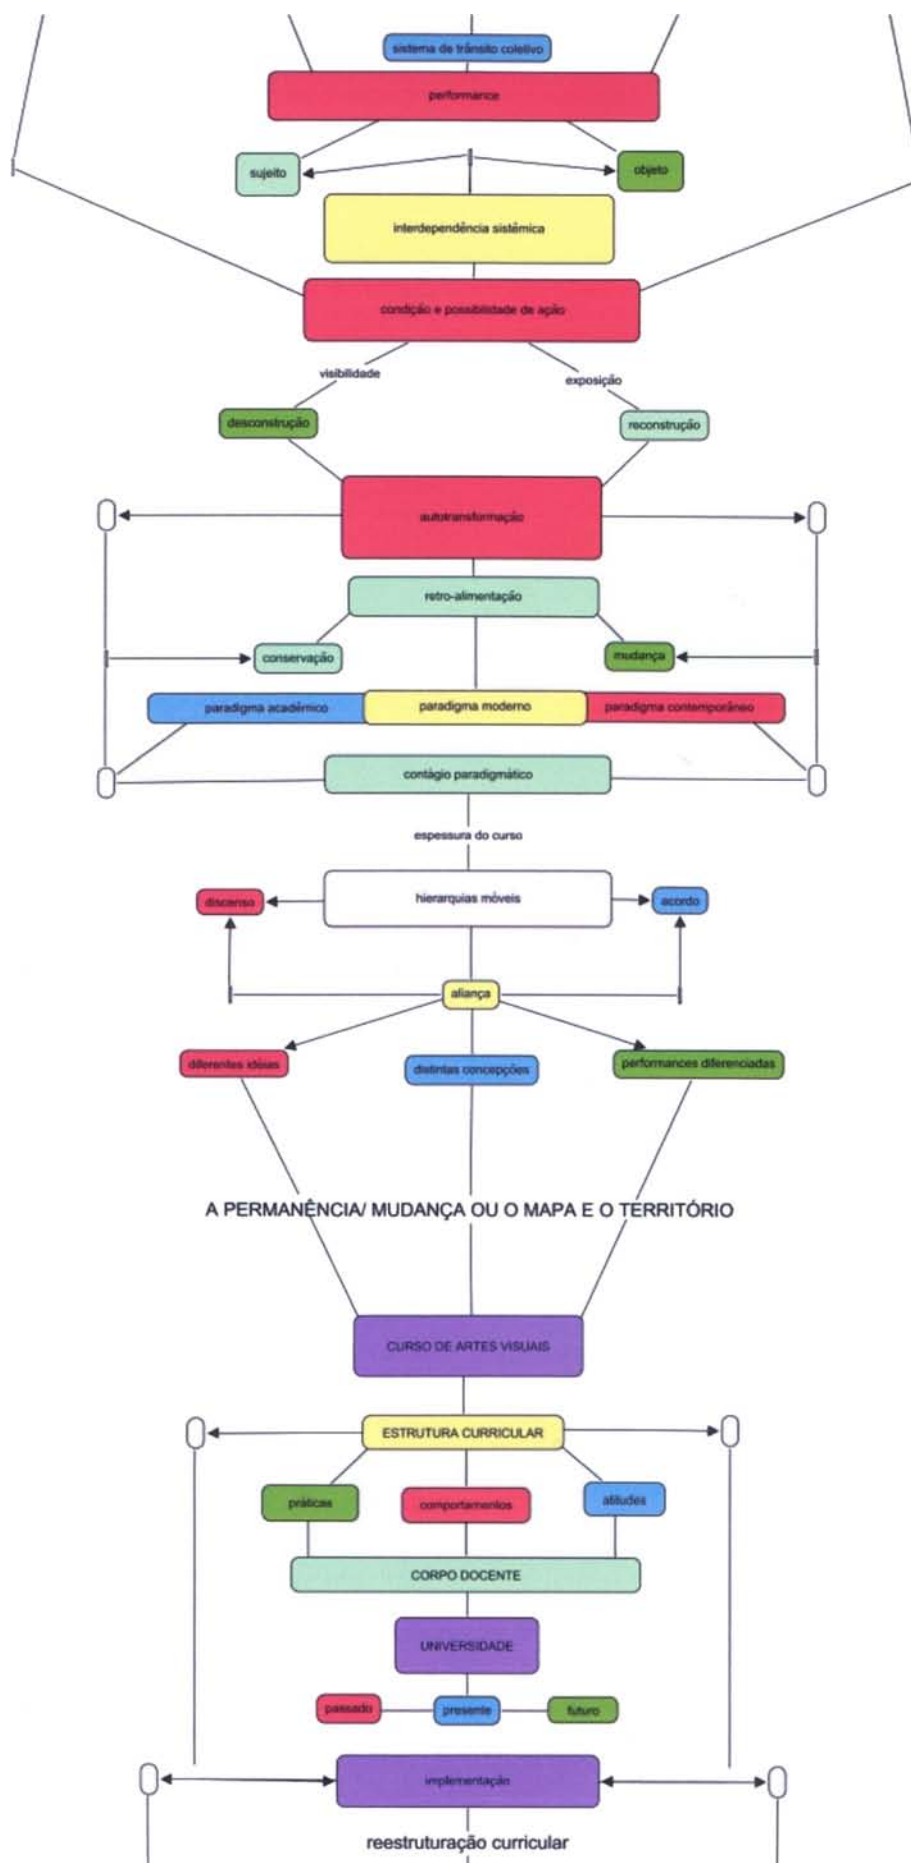 sistema de trânsito coletivo
performance
sujeito
objeto
interdependência sistêmica
condição e possibilidade de ação
visibilidade
exposição
desconstrução
reconstrução
autotransformação
retro-alimentação
conservação
mudança
paradigma acadêmico
paradigma moderno
paradigma contemporâneo
contágio paradigmático
espessura do curso
hierarquias móveis
discenso
acordo
aliança
diferentes idéias
distintas concepções
performances diferenciadas
A PERMANÊNCIA/ MUDANÇA OU O MAPA E O TERRITÓRIO
CURSO DE ARTES VISUAIS
ESTRUTURA CURRICULAR
práticas
comportamentos
atitudes
CORPO DOCENTE
UNIVERSIDADE
passado
presente
futuro
implementação
reestruturação curricular